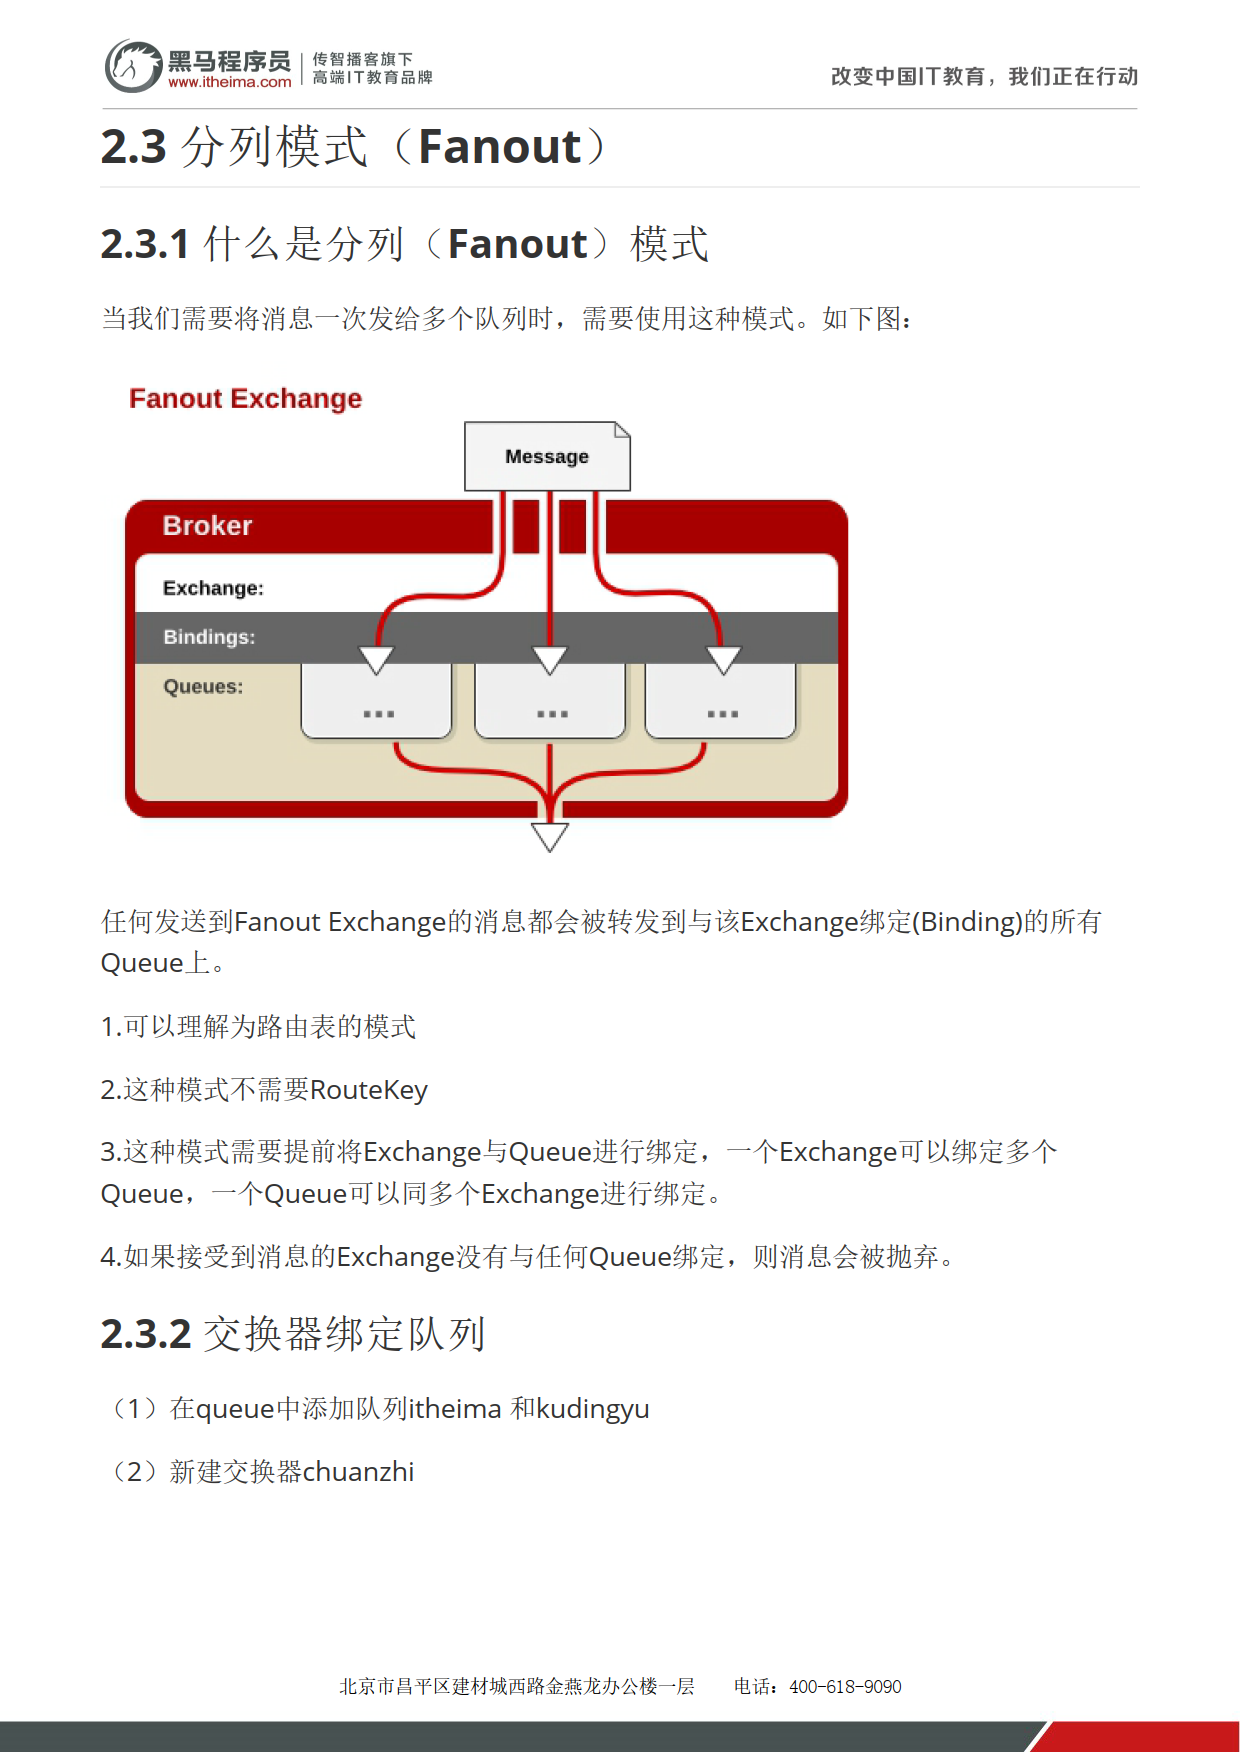 黑马程序员
www.itheima.com
传智播客旗下
高端IT教育品牌
改变中国IT教育，我们正在行动
2.3 分列模式（Fanout）
2.3.1 什么是分列（Fanout）模式
当我们需要将消息一次发给多个队列时，需要使用这种模式。如下图：
Fanout Exchange
Message
Broker
Exchange:
Bindings:
Queues:
... ... ...
任何发送到Fanout Exchange的消息都会被转发到与该Exchange绑定(Binding)的所有
Queue上。
1.可以理解为路由表的模式
2.这种模式不需要RouteKey
3.这种模式需要提前将Exchange与Queue进行绑定，一个Exchange可以绑定多个
Queue，一个Queue可以同多个Exchange进行绑定。
4.如果接受到消息的Exchange没有与任何Queue绑定，则消息会被抛弃。
2.3.2 交换器绑定队列
（1）在queue中添加队列itheima 和kudingyu
（2）新建交换器chuanzhi
北京市昌平区建材城西路金燕龙办公楼一层 电话：400-618-9090